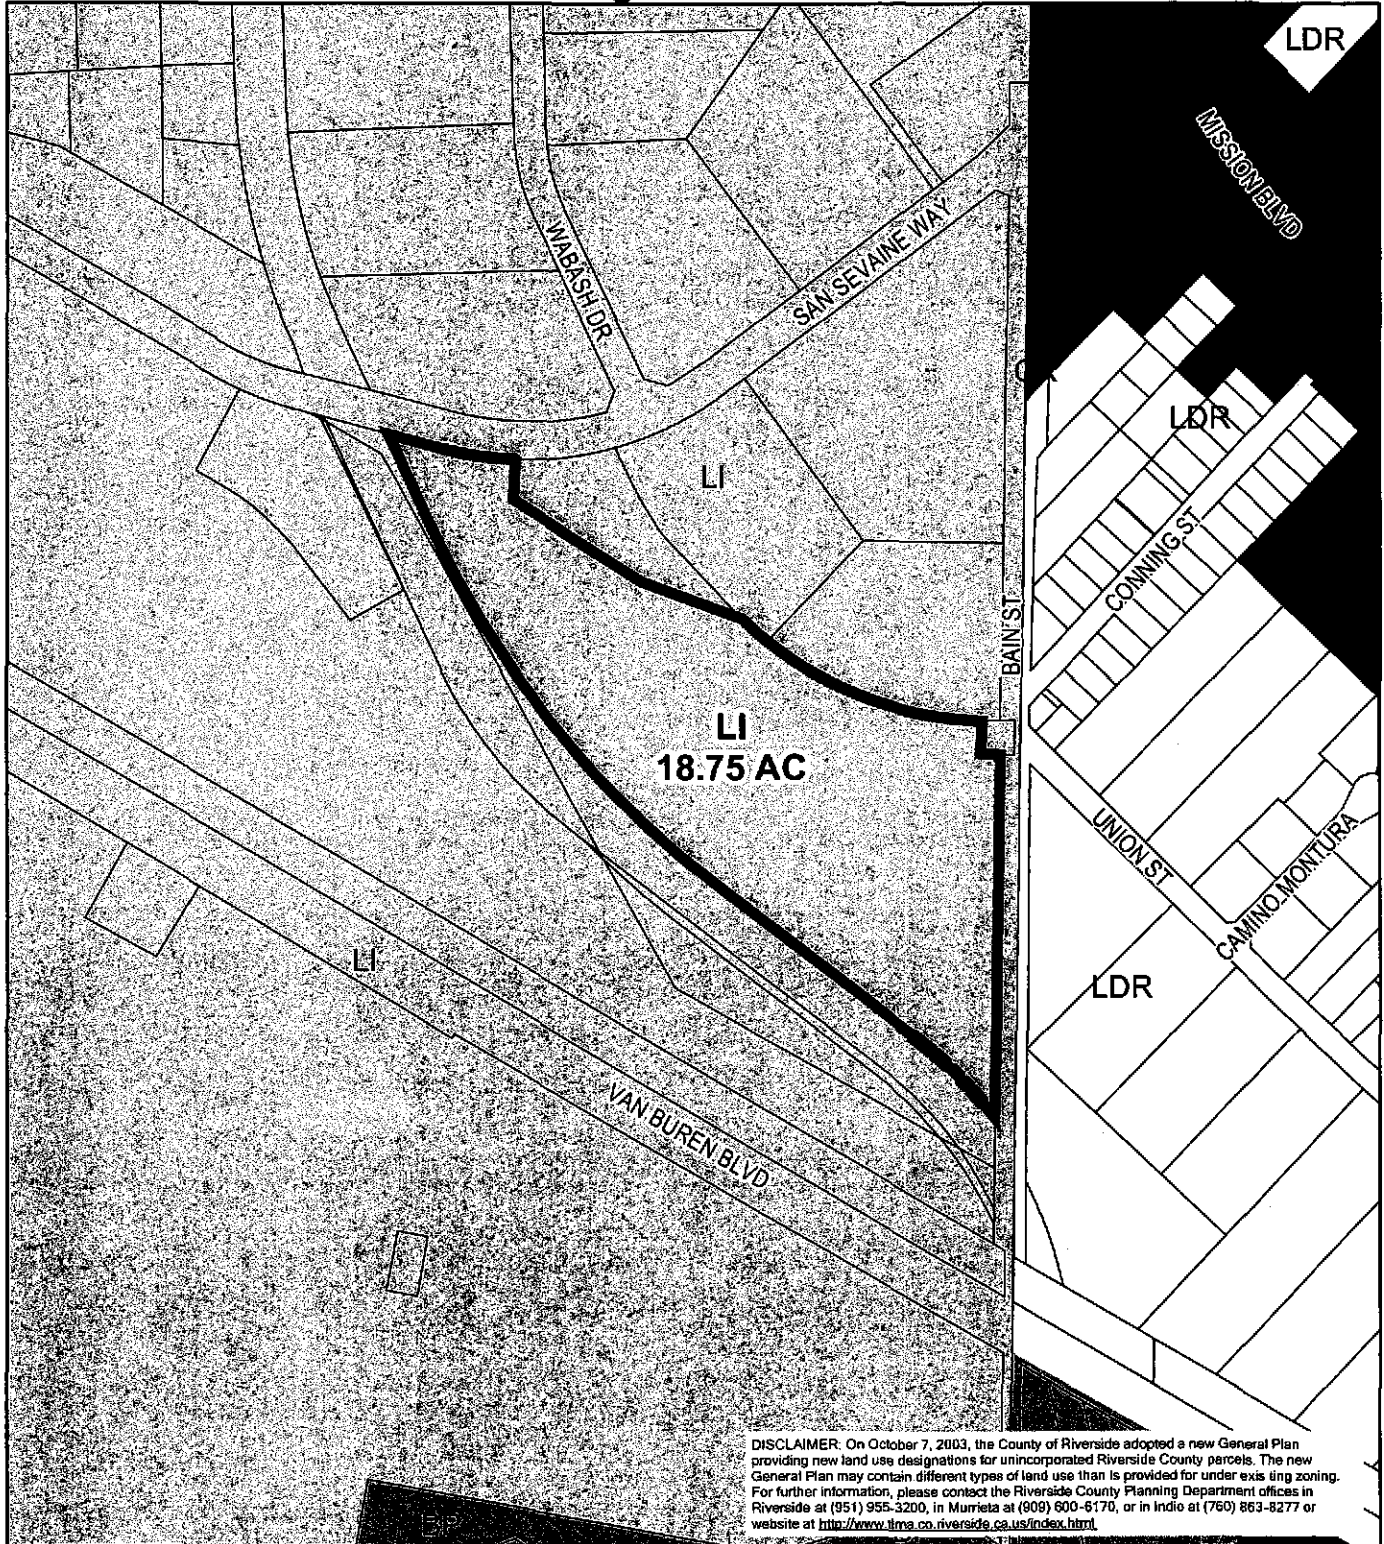 LDR
MISSION BLVD
WABASH DR
SAN SEVAINE WAY
LDR
LI
CONNING ST
BAIN ST
LI
18.75 AC
UNION ST
CAMINO MONTURA
LI
LDR
VAN BUREN BLVD
DISCLAIMER: On October 7, 2003, the County of Riverside adopted a new General Plan
providing new land use designations for unincorporated Riverside County parcels. The new
General Plan may contain different types of land use than is provided for under exis ting zoning.
For further information, please contact the Riverside County Planning Department offices in
Riverside at (951) 955-3200, in Murrieta at (909) 600-6170, or in Indio at (760) 863-8277 or
website at http://www.tlma.co.riverside.ca.us/index.html